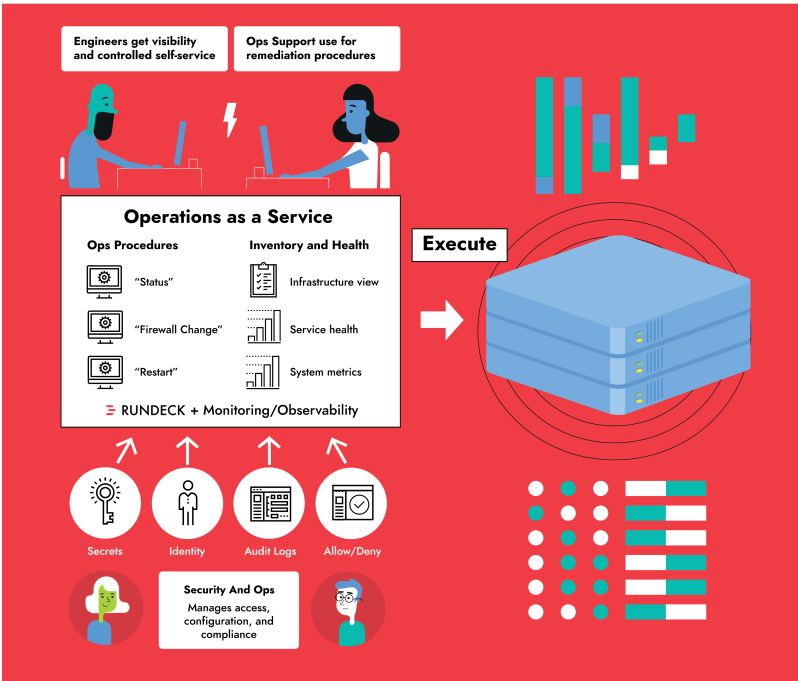 Engineers get visibility
and controlled self-service
Ops Support use for
remediation procedures
Operations as a Service
Ops Procedures
Inventory and Health
“Status”
Infrastructure view
“Firewall Change”
Service health
“Restart”
System metrics
RUNDECK + Monitoring/Observability
Execute
Secrets
Identity
Audit Logs
Allow/Deny
Security And Ops
Manages access,
configuration, and
compliance